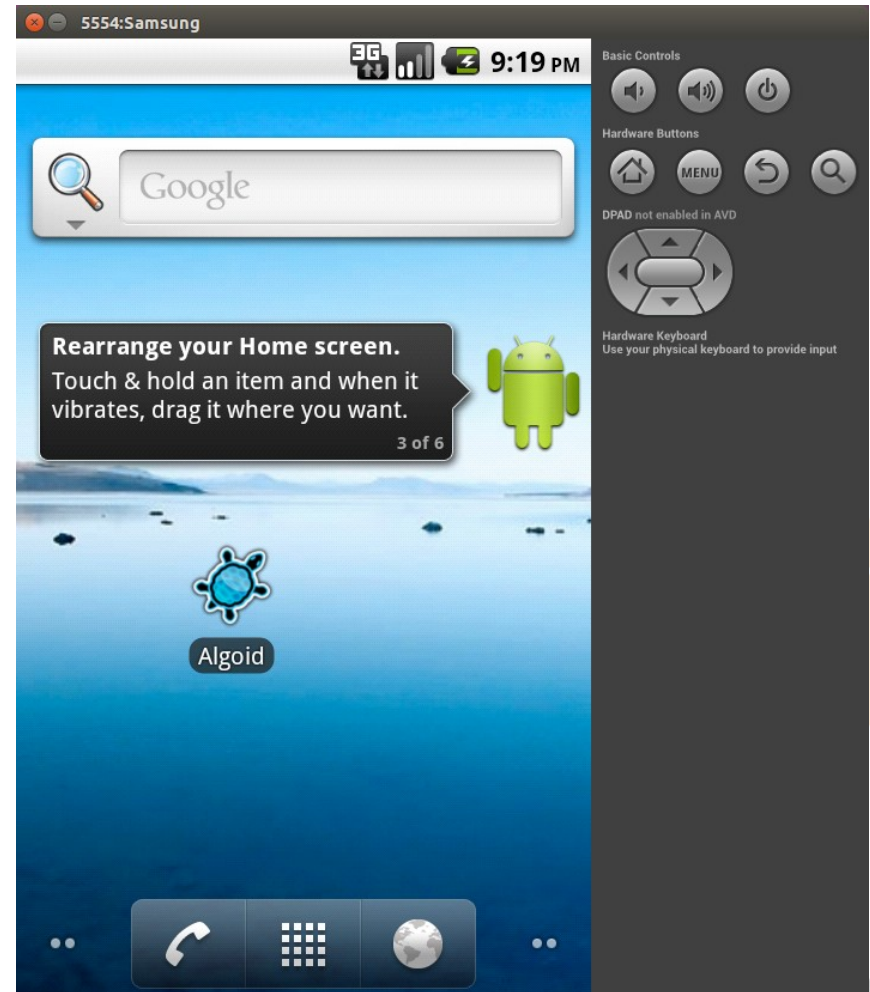 5554:Samsung
3G
9:19 PM
Google
Rearrange your Home screen.
Touch & hold an item and when it
vibrates, drag it where you want.
3 of 6
Algoid
Basic Controls
Hardware Buttons
MENU
DPAD not enabled in AVD
Hardware Keyboard
Use your physical keyboard to provide input